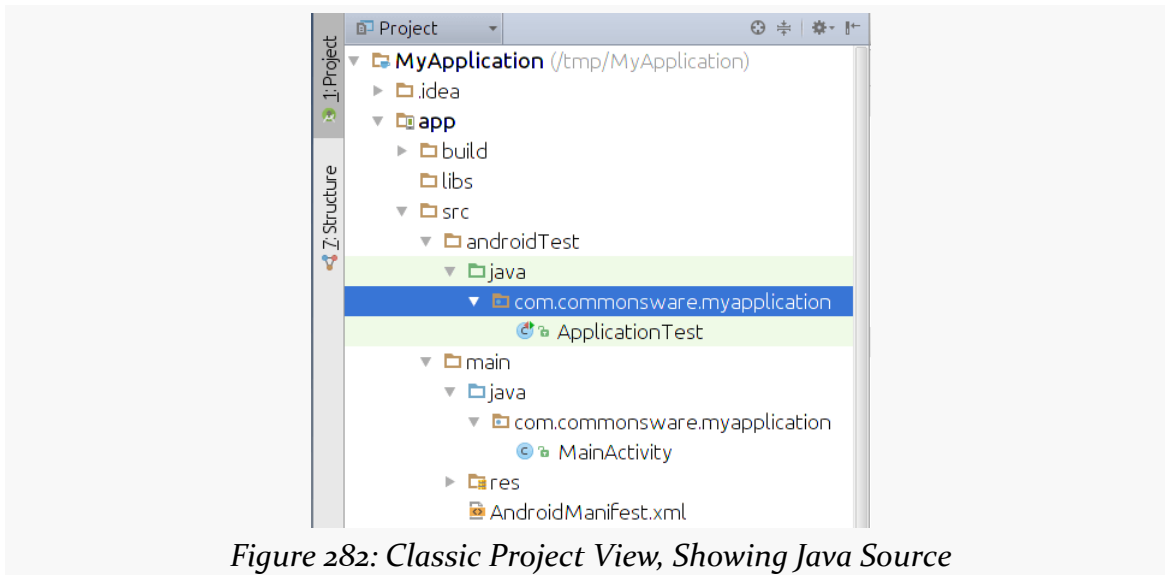 Project
1: Project
7: Structure
MyApplication (/tmp/MyApplication)
.idea
app
build
libs
src
androidTest
java
com.commonsware.myapplication
ApplicationTest
main
java
com.commonsware.myapplication
MainActivity
res
AndroidManifest.xml
Figure 282: Classic Project View, Showing Java Source